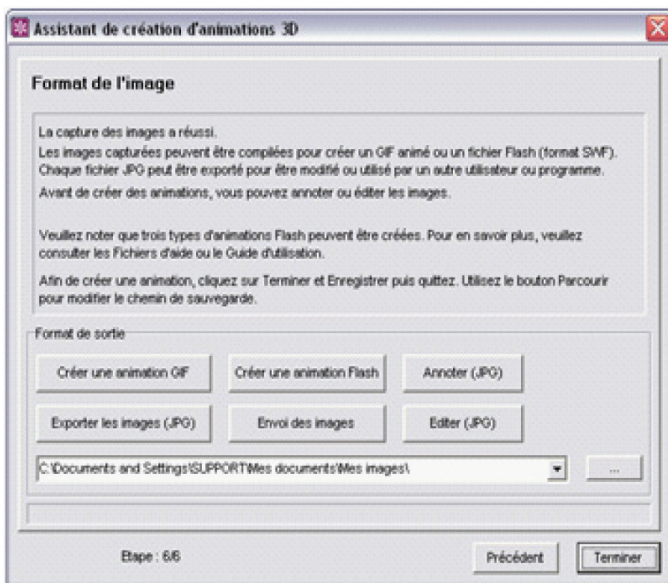 Assistant de création d'animations 3D
Format de l'image
La capture des images a réussi.
Les images capturées peuvent être compilées pour créer un GIF animé ou un fichier Flash (format SWF).
Chaque fichier JPG peut être exporté pour être modifié ou utilisé par un autre utilisateur ou programme.
Avant de créer des animations, vous pouvez annoter ou éditer les images.
Veuillez noter que trois types d'animations Flash peuvent être créées. Pour en savoir plus, veuillez
consulter les Fichiers d'aide ou le Guide d'utilisation.
Afin de créer une animation, cliquez sur Terminer et Enregistrer puis quittez. Utilisez le bouton Parcourir
pour modifier le chemin de sauvegarde.
Format de sortie
Créer une animation GIF Créer une animation Flash Annoter (JPG)
Exporter les images (JPG) Envoi des images Editer (JPG)
C:\Documents and Settings\SUPPORT\Mes documents\Mes images\ ...
Etape : 6/6 Précédent Terminer